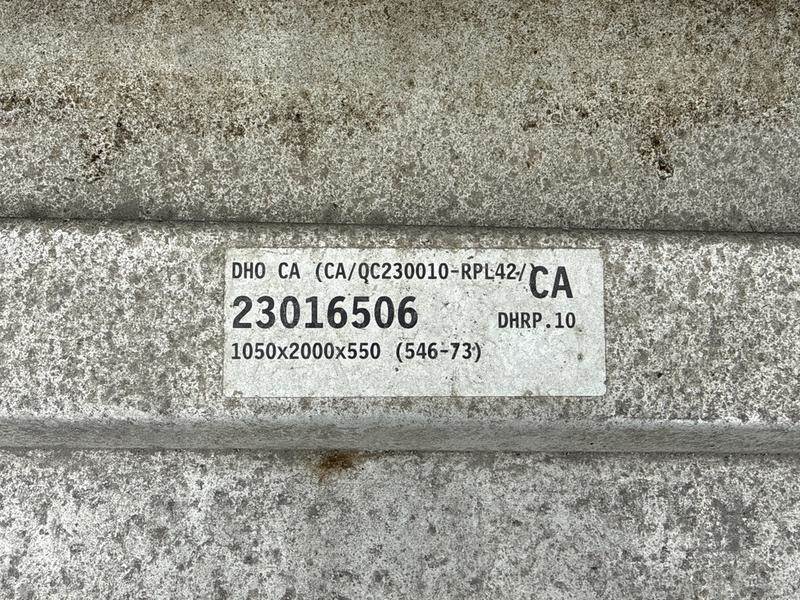 DHO CA (CA/QC230010-RPL42/)
CA
23016506
DHRP.10
1050x2000x550 (546-73)